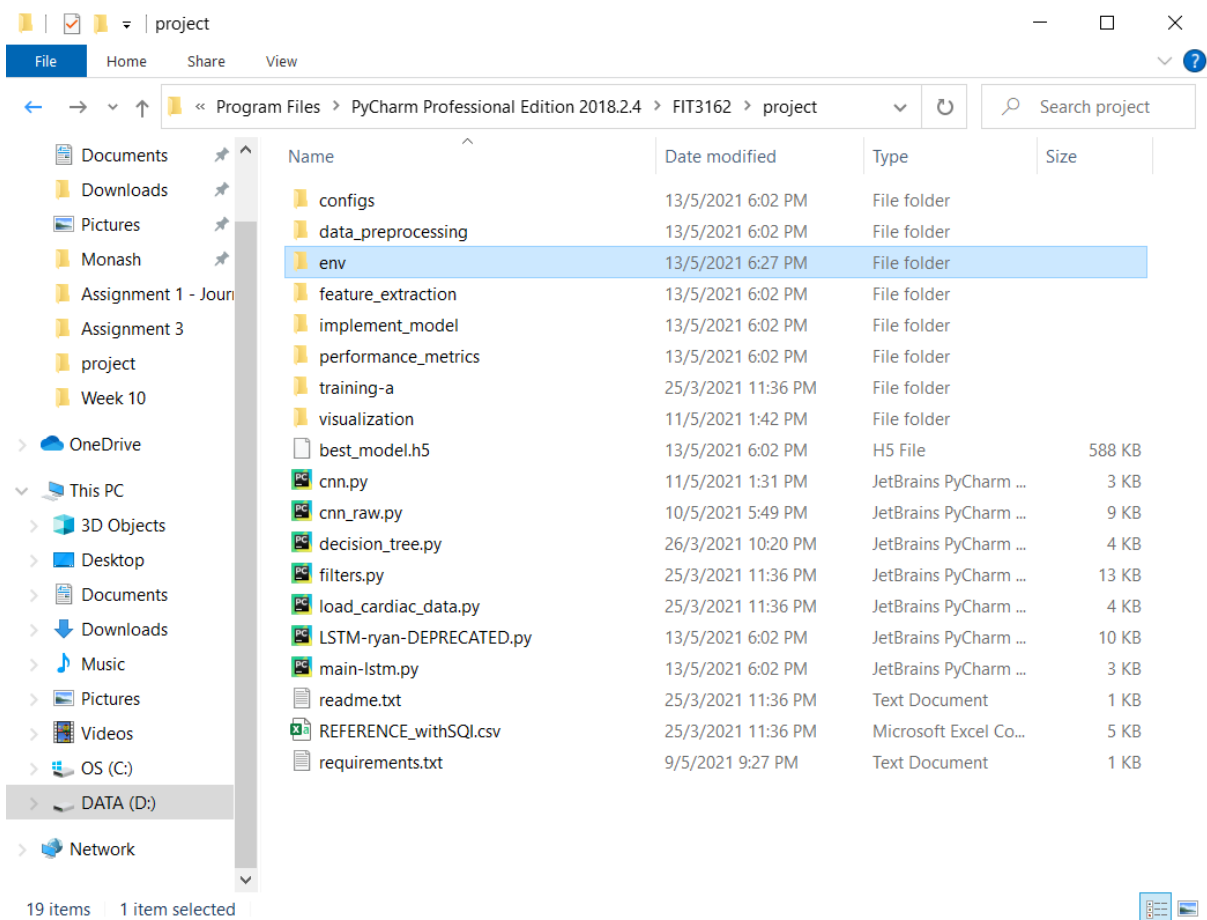 project
File Home Share View
« Program Files > PyCharm Professional Edition 2018.2.4 > FIT3162 > project
Search project
Documents
Downloads
Pictures
Monash
Assignment 1 - Jour
Assignment 3
project
Week 10
OneDrive
This PC
3D Objects
Desktop
Documents
Downloads
Music
Pictures
Videos
OS (C:)
DATA (D:)
Network
Name Date modified Type Size
configs 13/5/2021 6:02 PM File folder
data_preprocessing 13/5/2021 6:02 PM File folder
env 13/5/2021 6:27 PM File folder
feature_extraction 13/5/2021 6:02 PM File folder
implement_model 13/5/2021 6:02 PM File folder
performance_metrics 13/5/2021 6:02 PM File folder
training-a 25/3/2021 11:36 PM File folder
visualization 11/5/2021 1:42 PM File folder
best_model.h5 13/5/2021 6:02 PM H5 File 588 KB
cnn.py 11/5/2021 1:31 PM JetBrains PyCharm ... 3 KB
cnn_raw.py 10/5/2021 5:49 PM JetBrains PyCharm ... 9 KB
decision_tree.py 26/3/2021 10:20 PM JetBrains PyCharm ... 4 KB
filters.py 25/3/2021 11:36 PM JetBrains PyCharm ... 13 KB
load_cardiac_data.py 25/3/2021 11:36 PM JetBrains PyCharm ... 4 KB
LSTM-ryan-DEPRECATED.py 13/5/2021 6:02 PM JetBrains PyCharm ... 10 KB
main-lstm.py 13/5/2021 6:02 PM JetBrains PyCharm ... 3 KB
readme.txt 25/3/2021 11:36 PM Text Document 1 KB
REFERENCE_withSQI.csv 25/3/2021 11:36 PM Microsoft Excel Co... 5 KB
requirements.txt 9/5/2021 9:27 PM Text Document 1 KB
19 items 1 item selected